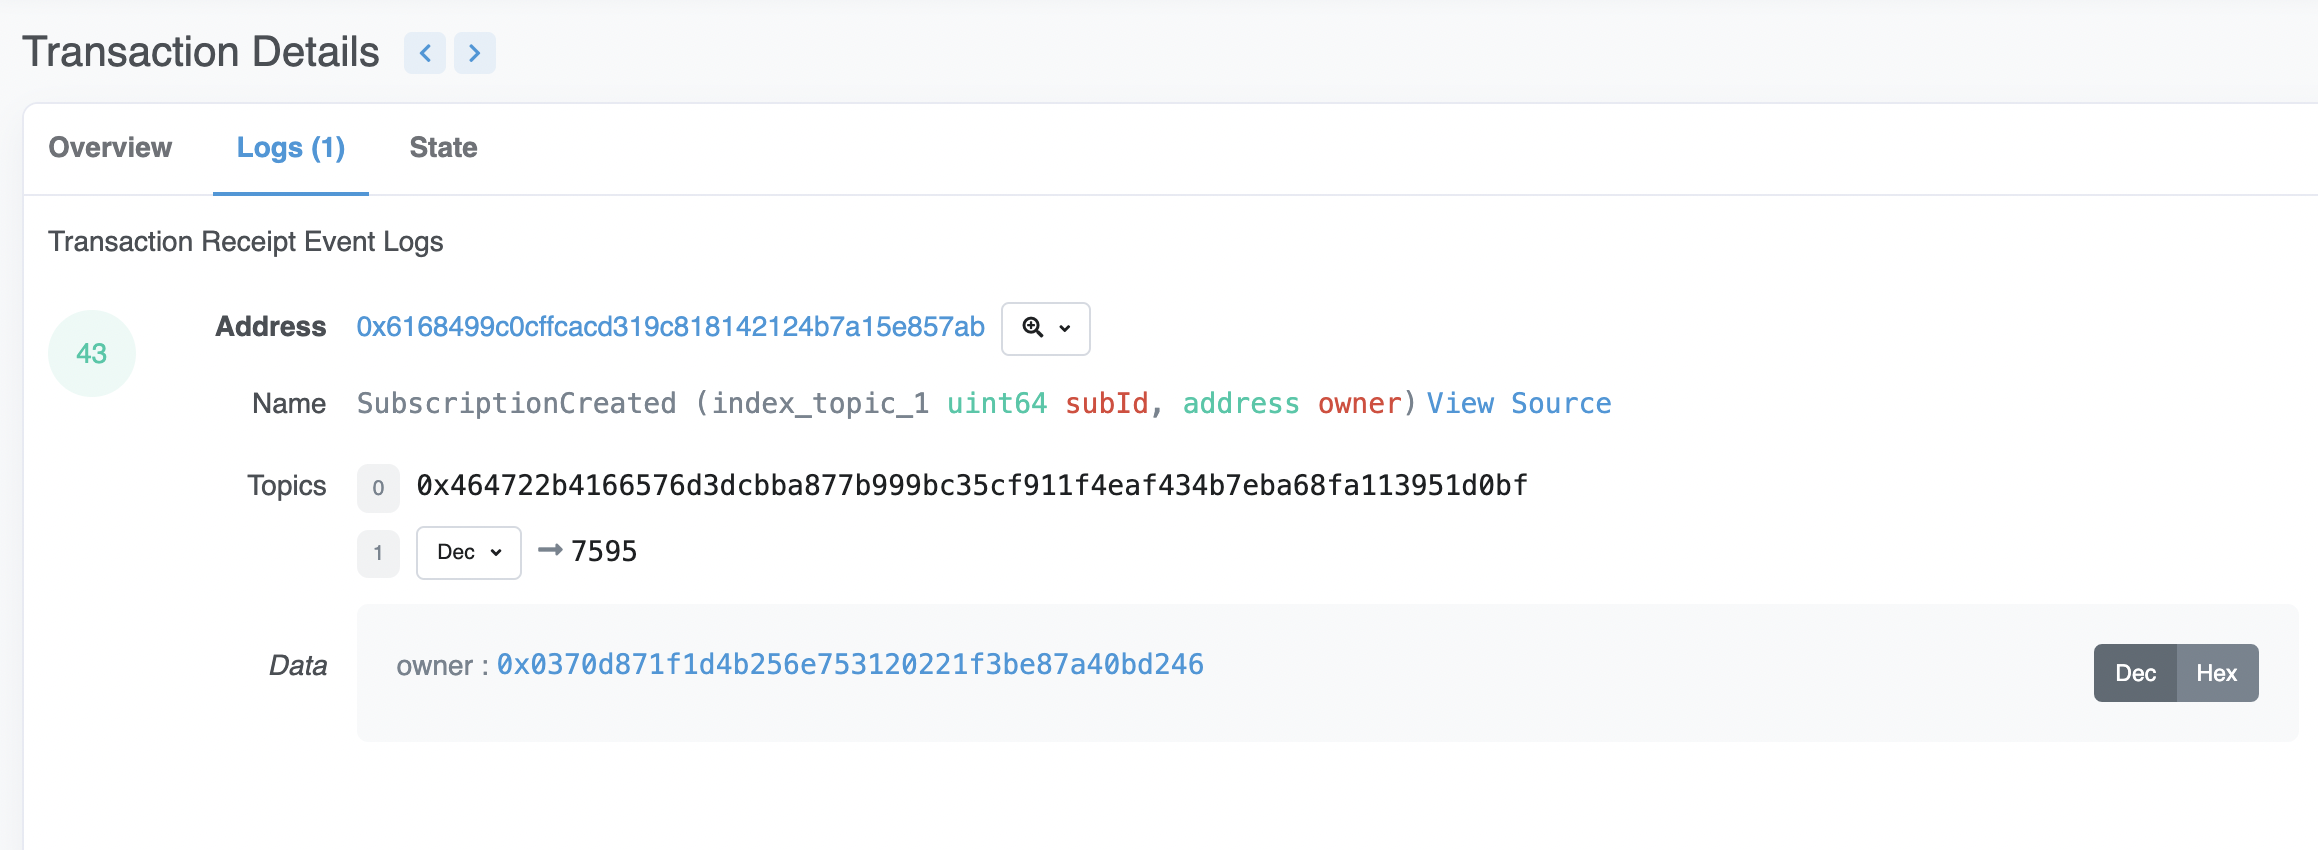 Transaction Details
Overview Logs (1) State
Transaction Receipt Event Logs
43
Address 0x6168499c0cffcacd319c818142124b7a15e857ab
Name SubscriptionCreated (index_topic_1 uint64 subId, address owner) View Source
Topics 0 0x464722b4166576d3dcbba877b999bc35cf911f4eaf434b7eba68fa113951d0bf
1 Dec → 7595
Data owner : 0x0370d871f1d4b256e753120221f3be87a40bd246
Dec Hex